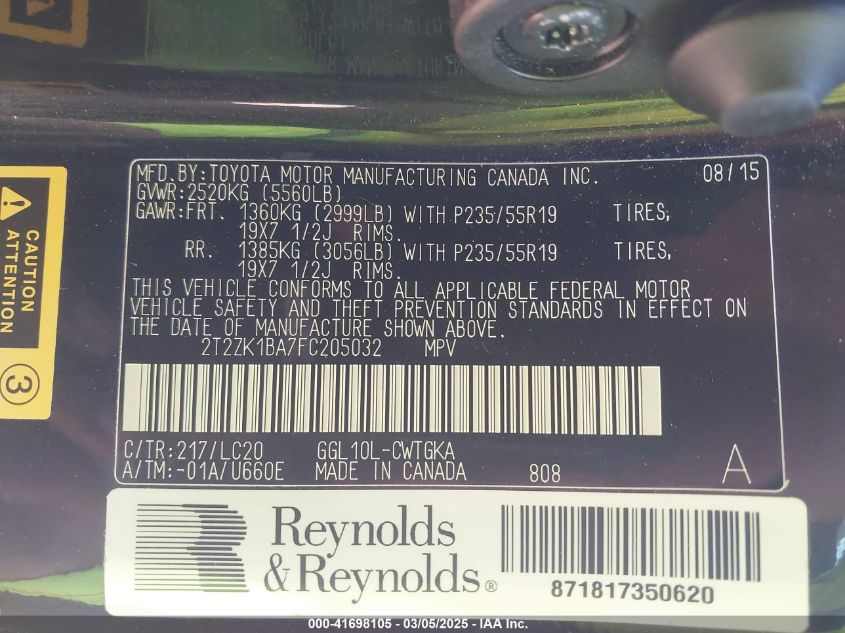 MFD.BY:TOYOTA MOTOR MANUFACTURING CANADA INC. 08/15
GVWR:2520KG (5560LB)
GAWR:FRT. 1360KG (2999LB) WITH P235/55R19 TIRES,
19X7 1/2J RIMS.
RR. 1385KG (3056LB) WITH P235/55R19 TIRES,
19X7 1/2J RIMS.
THIS VEHICLE CONFORMS TO ALL APPLICABLE FEDERAL MOTOR
VEHICLE SAFETY AND THEFT PREVENTION STANDARDS IN EFFECT ON
THE DATE OF MANUFACTURE SHOWN ABOVE.
2T2ZK1BA7FC205032 MPV
C/TR:217/LC20 GGL10L-CWTGKA
A/TM:-01A/U660E MADE IN CANADA 808 A
CAUTION
ATTENTION
3
Reynolds
& Reynolds®
871817350620
000-41698105 — 03/05/2025 — IAA Inc.